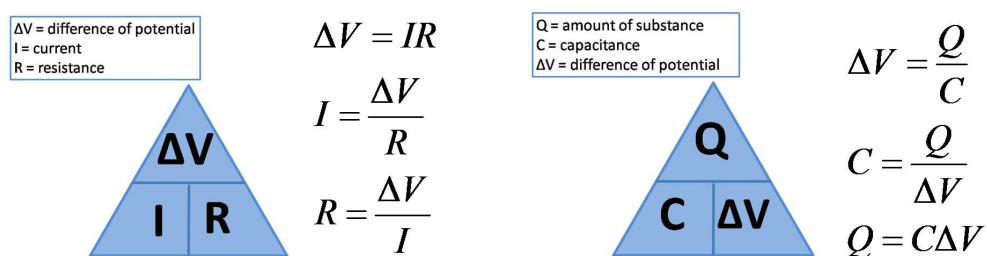 ΔV = difference of potential
I = current
R = resistance
ΔV
I R
ΔV = IR
I = ΔV / R
R = ΔV / I
Q = amount of substance
C = capacitance
ΔV = difference of potential
Q
C ΔV
ΔV = Q / C
C = Q / ΔV
Q = CΔV